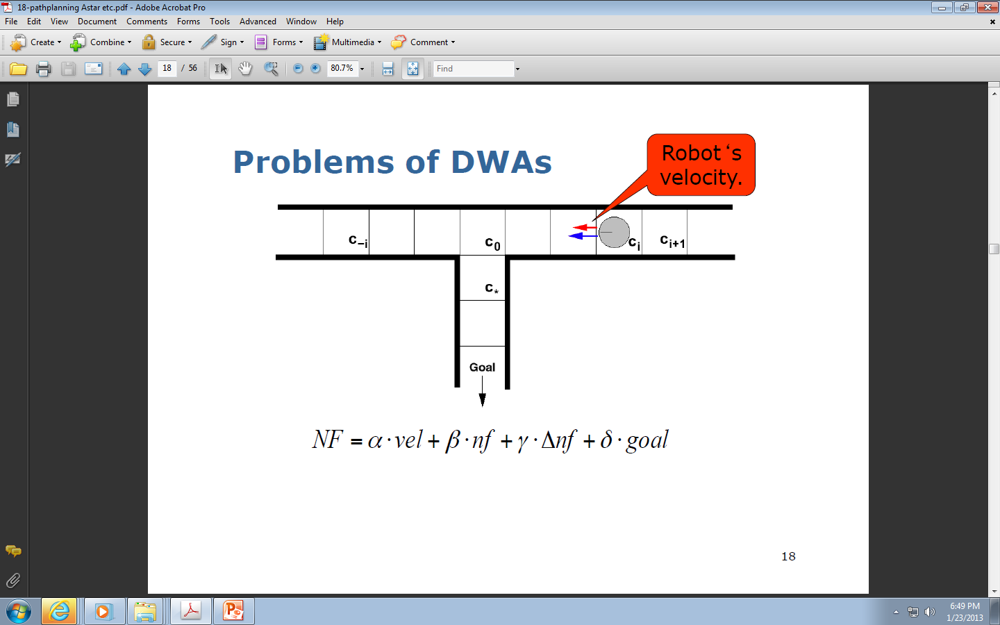 18-pathplanning Astar etc.pdf - Adobe Acrobat Pro
File Edit View Document Comments Forms Tools Advanced Window Help
Create Combine Secure Sign Forms Multimedia Comment
18 / 56 80.7% Find
Problems of DWAs
Robot‘s
velocity.
c₋ᵢ c₀ cᵢ cᵢ₊₁
c*
Goal
NF = α · vel + β · nf + γ · Δnf + δ · goal
18
6:49 PM
1/23/2013